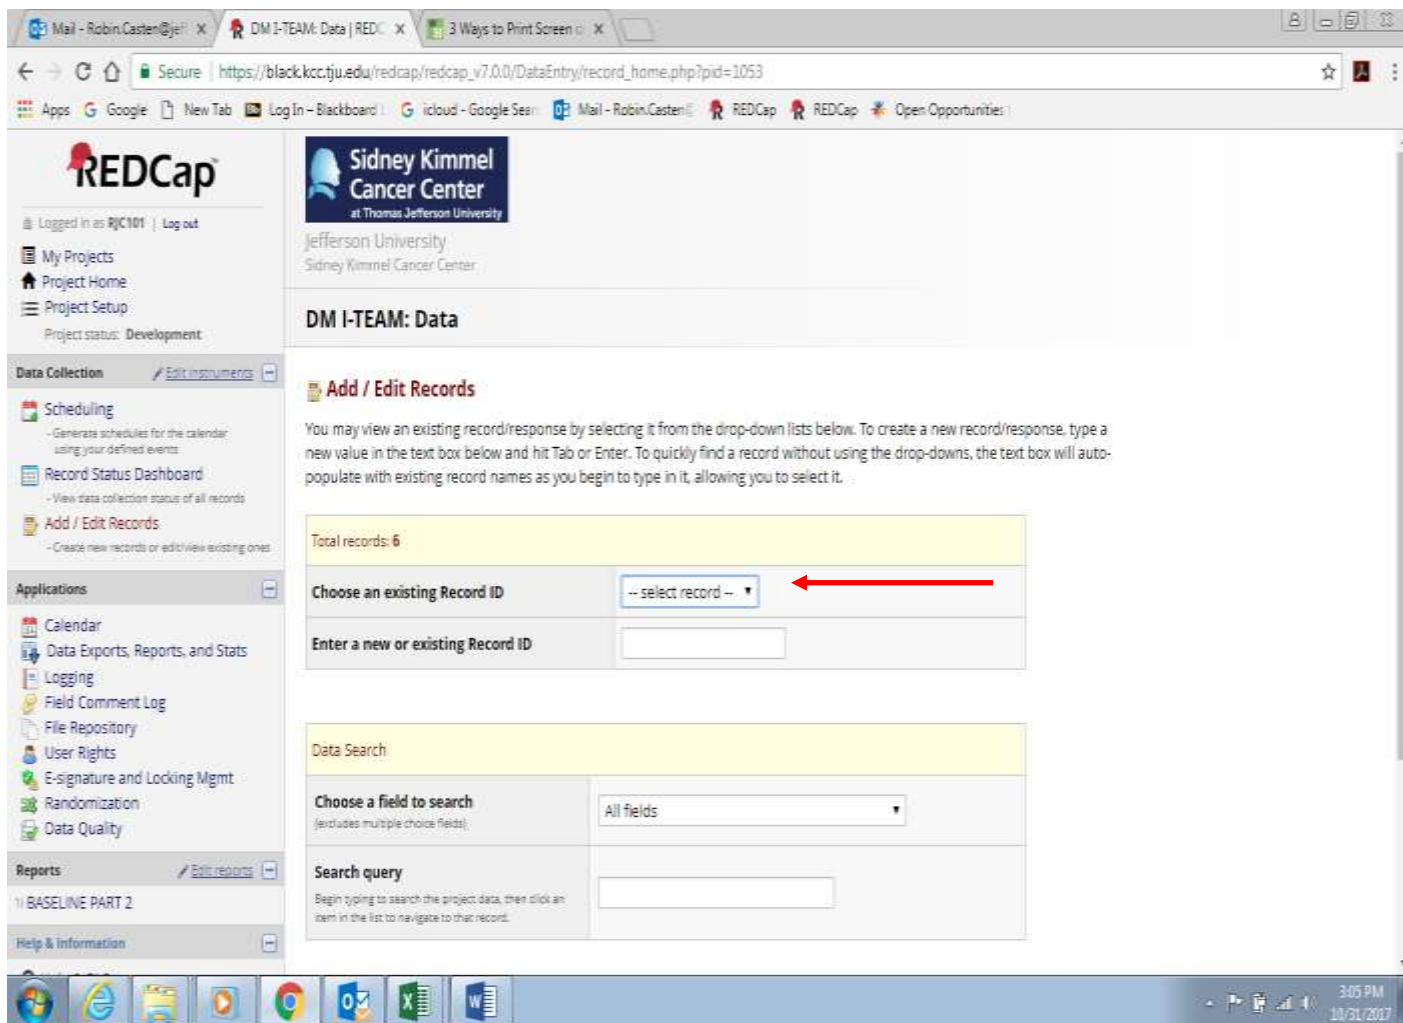 Mail - Robin.Casten@jef
DM I-TEAM: Data | REDC
3 Ways to Print Screen o
Secure
https://black.kcc.tju.edu/redcap/redcap_v7.0.0/DataEntry/record_home.php?pid=1053
Apps
Google
New Tab
Log In – Blackboard L
icloud - Google Sear
Mail - Robin.Casten@
REDCap
REDCap
Open Opportunities
REDCap
Logged in as RJC101 | Log out
My Projects
Project Home
Project Setup
Project status: Development
Data Collection
Edit instruments
Scheduling
- Generate schedules for the calendar
using your defined events
Record Status Dashboard
- View data collection status of all records
Add / Edit Records
- Create new records or edit/view existing ones
Applications
Calendar
Data Exports, Reports, and Stats
Logging
Field Comment Log
File Repository
User Rights
E-signature and Locking Mgmt
Randomization
Data Quality
Reports
Edit reports
1) BASELINE PART 2
Help & Information
Sidney Kimmel
Cancer Center
at Thomas Jefferson University
Jefferson University
Sidney Kimmel Cancer Center
DM I-TEAM: Data
Add / Edit Records
You may view an existing record/response by selecting it from the drop-down lists below. To create a new record/response, type a
new value in the text box below and hit Tab or Enter. To quickly find a record without using the drop-downs, the text box will auto-
populate with existing record names as you begin to type in it, allowing you to select it.
Total records: 6
Choose an existing Record ID
-- select record --
Enter a new or existing Record ID
Data Search
Choose a field to search
(excludes multiple choice fields)
All fields
Search query
Begin typing to search the project data, then click an
item in the list to navigate to that record.
3:05 PM
10/31/2017